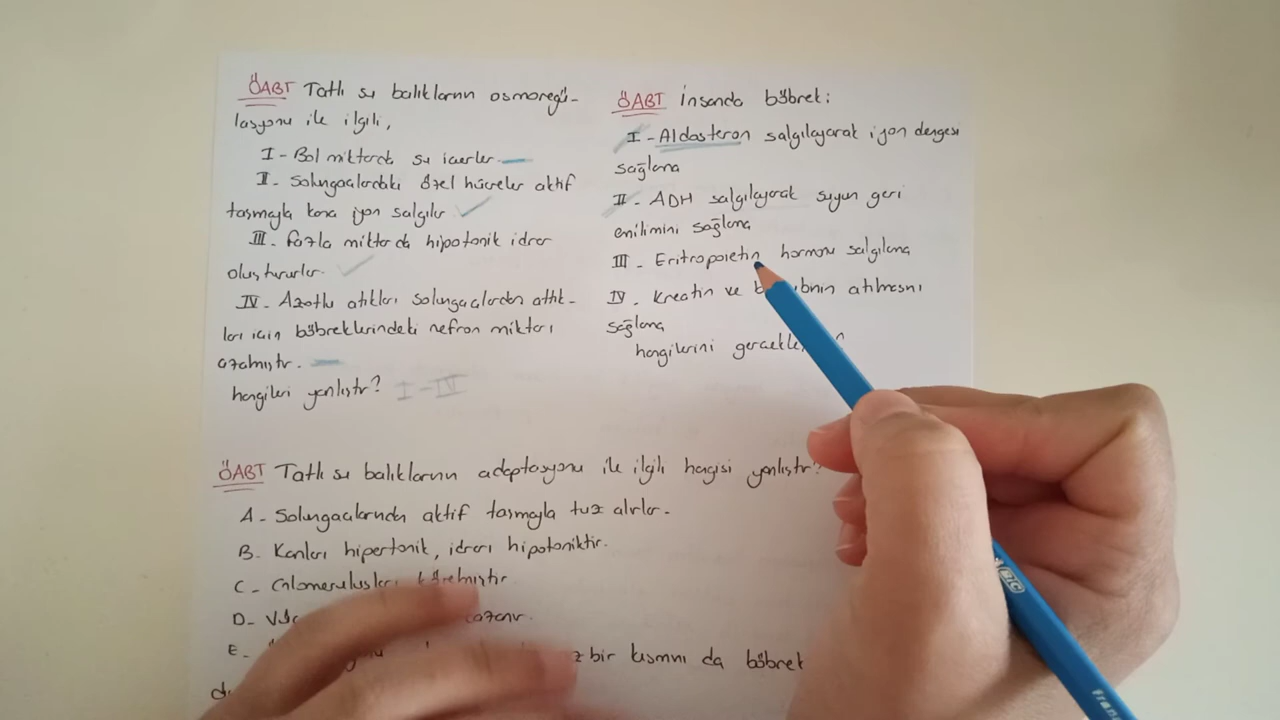 ÖABT Tatlı su balıklarının osmoregü-
lasyonu ile ilgili,
I - Bol miktarda su içerler.
II - Solungaçlardaki özel hücreler aktif
taşımayla kana iyon salgılar
III - Fazla miktarda hipotonik idrar
oluştururlar.
IV - Azotlu atıkları solungaçlardan attık-
ları için böbreklerindeki nefron miktarı
azalmıştır.
hangileri yanlıştır? I - IV
ÖABT İnsanda böbrek:
I - Aldosteron salgılayarak iyon dengesi
sağlama
II - ADH salgılayarak suyun geri
emilimini sağlama
III - Eritropoietin hormonu salgılama
IV - Kreatin ve atılmasını
sağlama
hangilerini
ÖABT Tatlı su balıklarının adaptasyonu ile ilgili hangisi yanlıştır?
A - Solungaçlarından aktif taşımayla tuz alırlar.
B - Kanları hipertonik, idrarı hipotoniktir.
C - Glomerulusları körelmiştir
D -
E - bir kısmını da böbrek